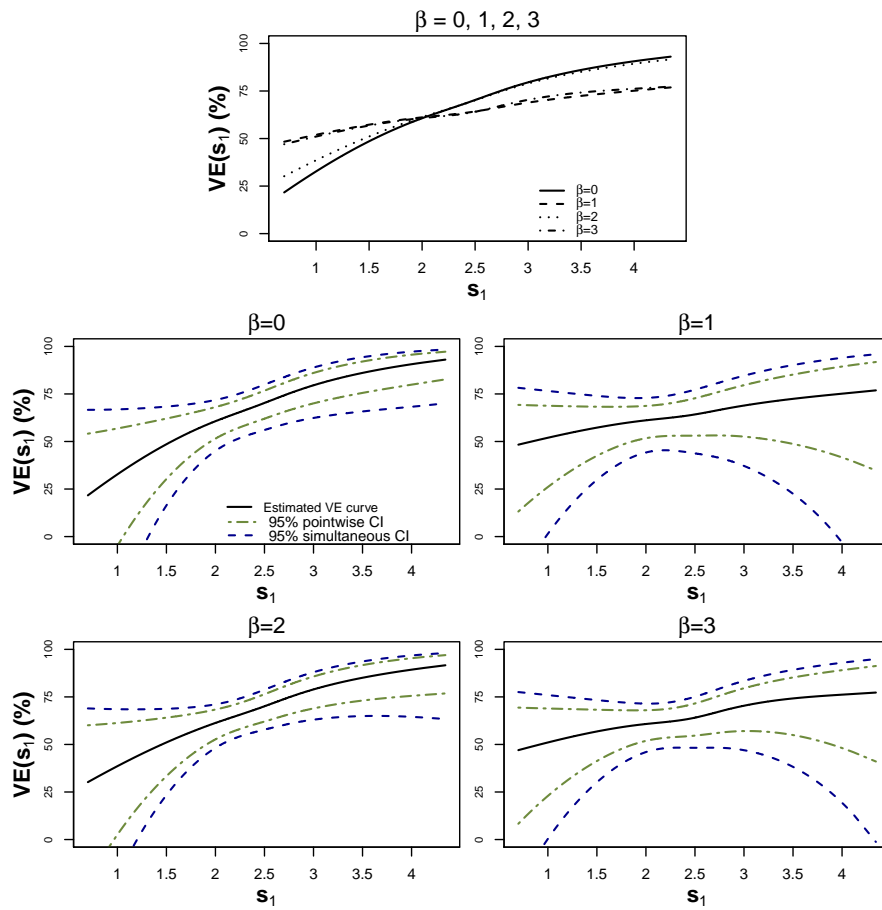 β = 0, 1, 2, 3
VE(s1) (%)
100
75
50
25
0
β=0
β=1
β=2
β=3
1 1.5 2 2.5 3 3.5 4
s1
β=0
VE(s1) (%)
100
75
50
25
0
Estimated VE curve
95% pointwise CI
95% simultaneous CI
1 1.5 2 2.5 3 3.5 4
s1
β=1
100
75
50
25
0
1 1.5 2 2.5 3 3.5 4
s1
β=2
VE(s1) (%)
100
75
50
25
0
1 1.5 2 2.5 3 3.5 4
s1
β=3
100
75
50
25
0
1 1.5 2 2.5 3 3.5 4
s1